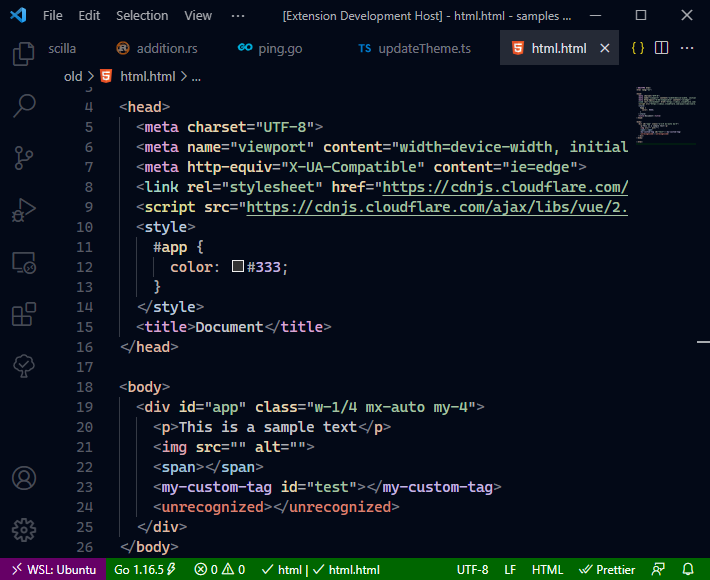 File Edit Selection View ··· [Extension Development Host] - html.html - samples ...
scilla addition.rs GO ping.go TS updateTheme.ts html.html
old > html.html > ...
4 <head>
5 <meta charset="UTF-8">
6 <meta name="viewport" content="width=device-width, initial
7 <meta http-equiv="X-UA-Compatible" content="ie=edge">
8 <link rel="stylesheet" href="https://cdnjs.cloudflare.com/
9 <script src="https://cdnjs.cloudflare.com/ajax/libs/vue/2.
10 <style>
11 #app {
12 color: #333;
13 }
14 </style>
15 <title>Document</title>
16 </head>
17
18 <body>
19 <div id="app" class="w-1/4 mx-auto my-4">
20 <p>This is a sample text</p>
21 <img src="" alt="">
22 <span></span>
23 <my-custom-tag id="test"></my-custom-tag>
24 <unrecognized></unrecognized>
25 </div>
26 </body>
WSL: Ubuntu Go 1.16.5 0 0 ✓ html | ✓ html.html UTF-8 LF HTML Prettier